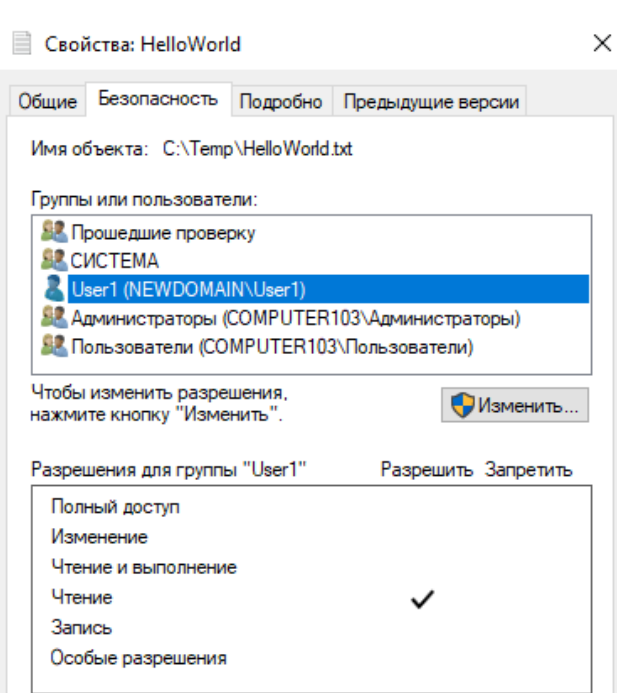 Свойства: HelloWorld
Общие Безопасность Подробно Предыдущие версии
Имя объекта: C:\Temp\HelloWorld.txt
Группы или пользователи:
Прошедшие проверку
СИСТЕМА
User1 (NEWDOMAIN\User1)
Администраторы (COMPUTER103\Администраторы)
Пользователи (COMPUTER103\Пользователи)
Чтобы изменить разрешения,
нажмите кнопку "Изменить".
Изменить...
Разрешения для группы "User1" Разрешить Запретить
Полный доступ
Изменение
Чтение и выполнение
Чтение
Запись
Особые разрешения